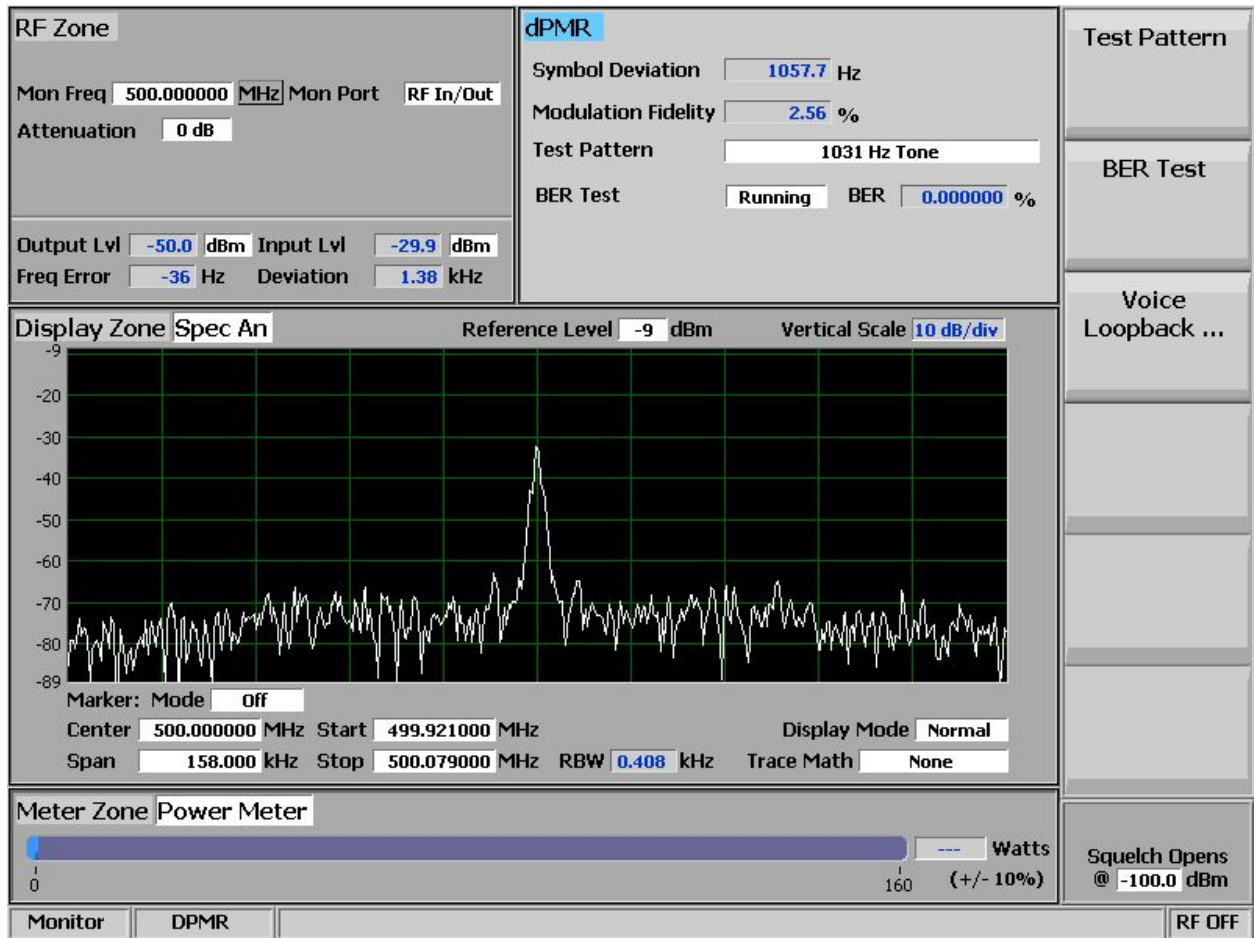 RF Zone
Mon Freq 500.000000 MHz Mon Port RF In/Out
Attenuation 0 dB
Output Lvl -50.0 dBm Input Lvl -29.9 dBm
Freq Error -36 Hz Deviation 1.38 kHz
dPMR
Symbol Deviation 1057.7 Hz
Modulation Fidelity 2.56 %
Test Pattern 1031 Hz Tone
BER Test Running BER 0.000000 %
Display Zone Spec An Reference Level -9 dBm Vertical Scale 10 dB/div
-9
-20
-30
-40
-50
-60
-70
-80
-89
Marker: Mode Off
Center 500.000000 MHz Start 499.921000 MHz Display Mode Normal
Span 158.000 kHz Stop 500.079000 MHz RBW 0.408 kHz Trace Math None
Meter Zone Power Meter
--- Watts
0 160 (+/- 10%)
Test Pattern
BER Test
Voice
Loopback ...
Squelch Opens
@ -100.0 dBm
Monitor DPMR RF OFF